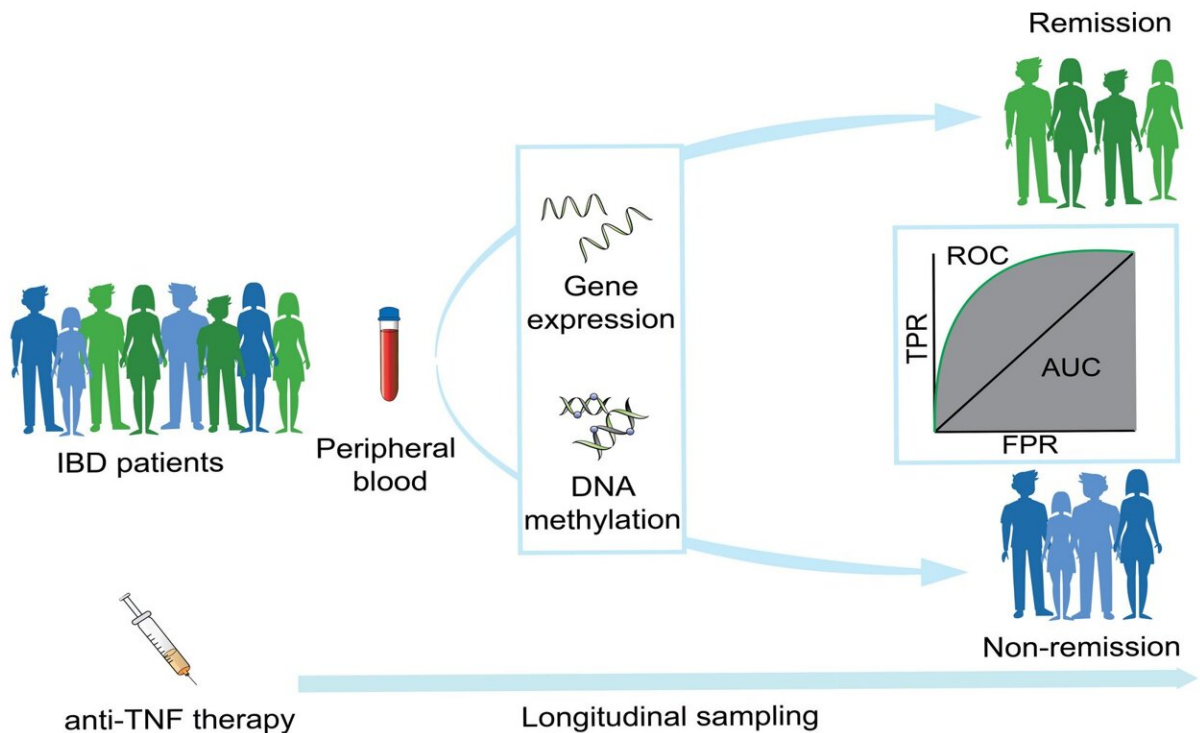 Remission
Gene
expression
ROC
TPR
AUC
FPR
IBD patients
Peripheral
blood
DNA
methylation
Non-remission
anti-TNF therapy
Longitudinal sampling